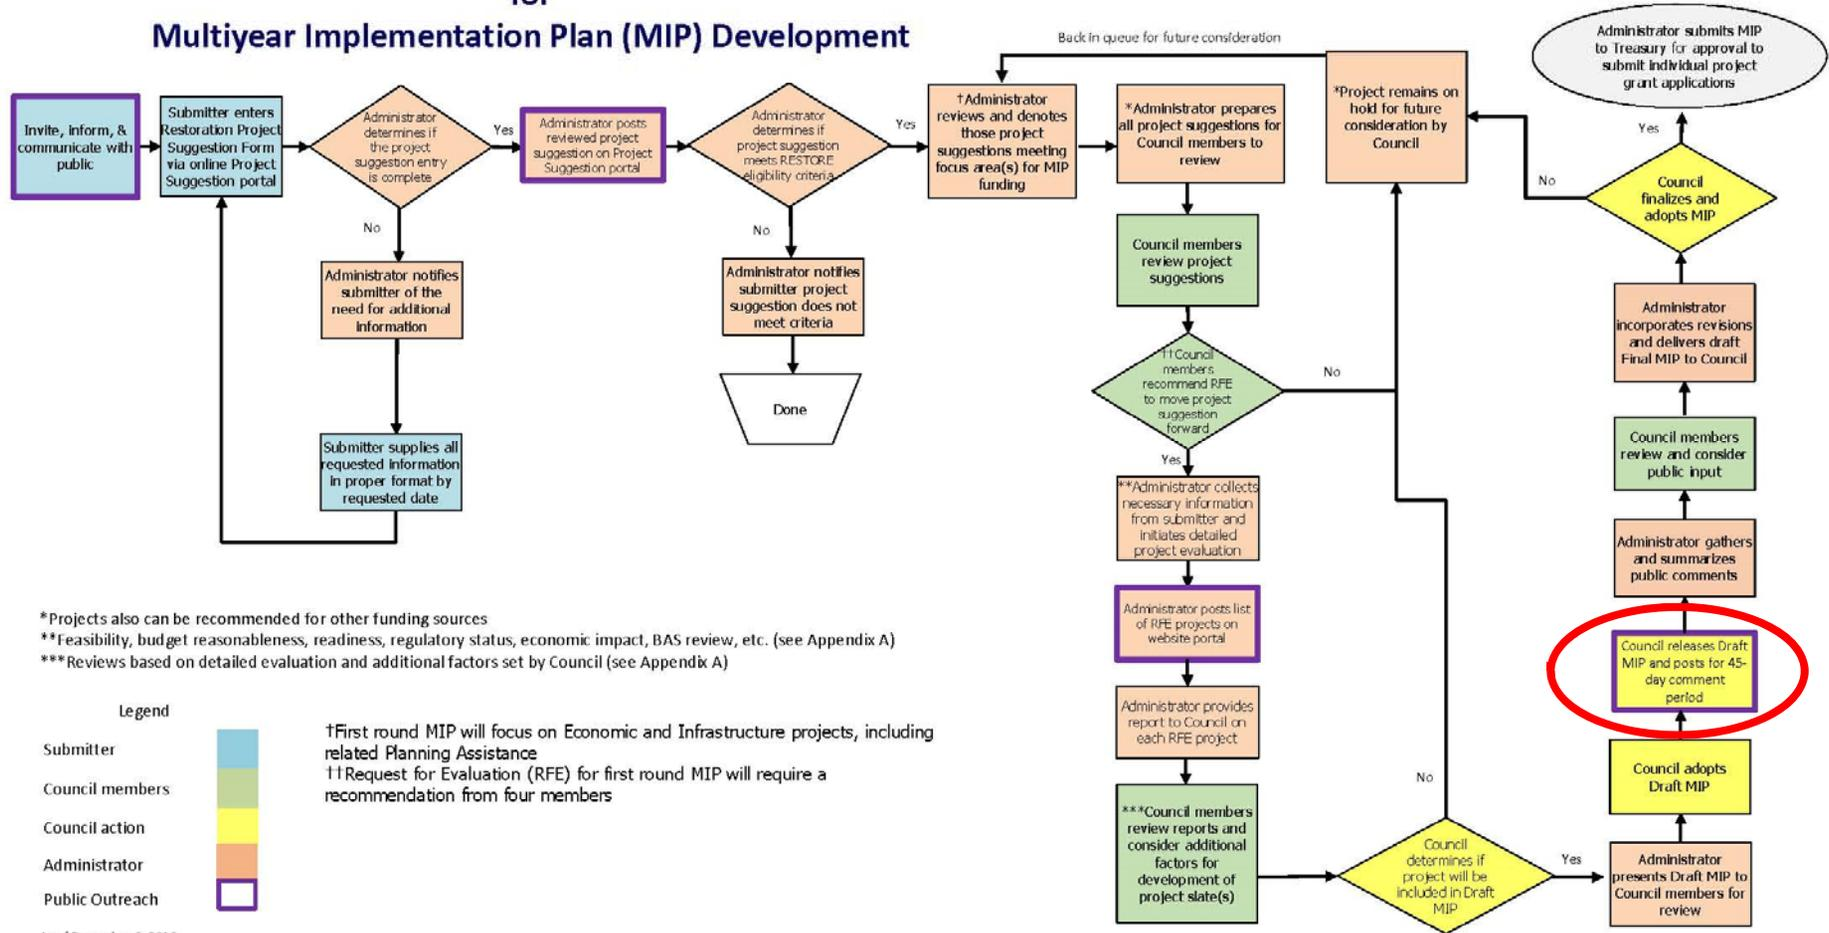 for
Multiyear Implementation Plan (MIP) Development
Invite, inform, &
communicate with
public
Submitter enters
Restoration Project
Suggestion Form
via online Project
Suggestion portal
Administrator
determines if
the project
suggestion entry
is complete
Yes
No
Administrator notifies
submitter of the
need for additional
information
Submitter supplies all
requested information
in proper format by
requested date
Administrator posts
reviewed project
suggestion on Project
Suggestion portal
Administrator
determines if
project suggestion
meets RESTORE
eligibility criteria
Yes
No
Administrator notifies
submitter project
suggestion does not
meet criteria
Done
†Administrator
reviews and denotes
those project
suggestions meeting
focus area(s) for MIP
funding
Back in queue for future consideration
*Administrator prepares
all project suggestions for
Council members to
review
Council members
review project
suggestions
††Council
members
recommend RFE
to move project
suggestion
forward
No
Yes
**Administrator collects
necessary information
from submitter and
initiates detailed
project evaluation
Administrator posts list
of RFE projects on
website portal
Administrator provides
report to Council on
each RFE project
***Council members
review reports and
consider additional
factors for
development of
project slate(s)
*Project remains on
hold for future
consideration by
Council
Council
determines if
project will be
included in Draft
MIP
No
Yes
Administrator
presents Draft MIP to
Council members for
review
Council adopts
Draft MIP
Council releases Draft
MIP and posts for 45-
day comment
period
Administrator gathers
and summarizes
public comments
Council members
review and consider
public input
Administrator
incorporates revisions
and delivers draft
Final MIP to Council
Council
finalizes and
adopts MIP
No
Yes
Administrator submits MIP
to Treasury for approval to
submit individual project
grant applications
*Projects also can be recommended for other funding sources
**Feasibility, budget reasonableness, readiness, regulatory status, economic impact, BAS review, etc. (see Appendix A)
***Reviews based on detailed evaluation and additional factors set by Council (see Appendix A)
Legend
Submitter
Council members
Council action
Administrator
Public Outreach
†First round MIP will focus on Economic and Infrastructure projects, including
related Planning Assistance
††Request for Evaluation (RFE) for first round MIP will require a
recommendation from four members